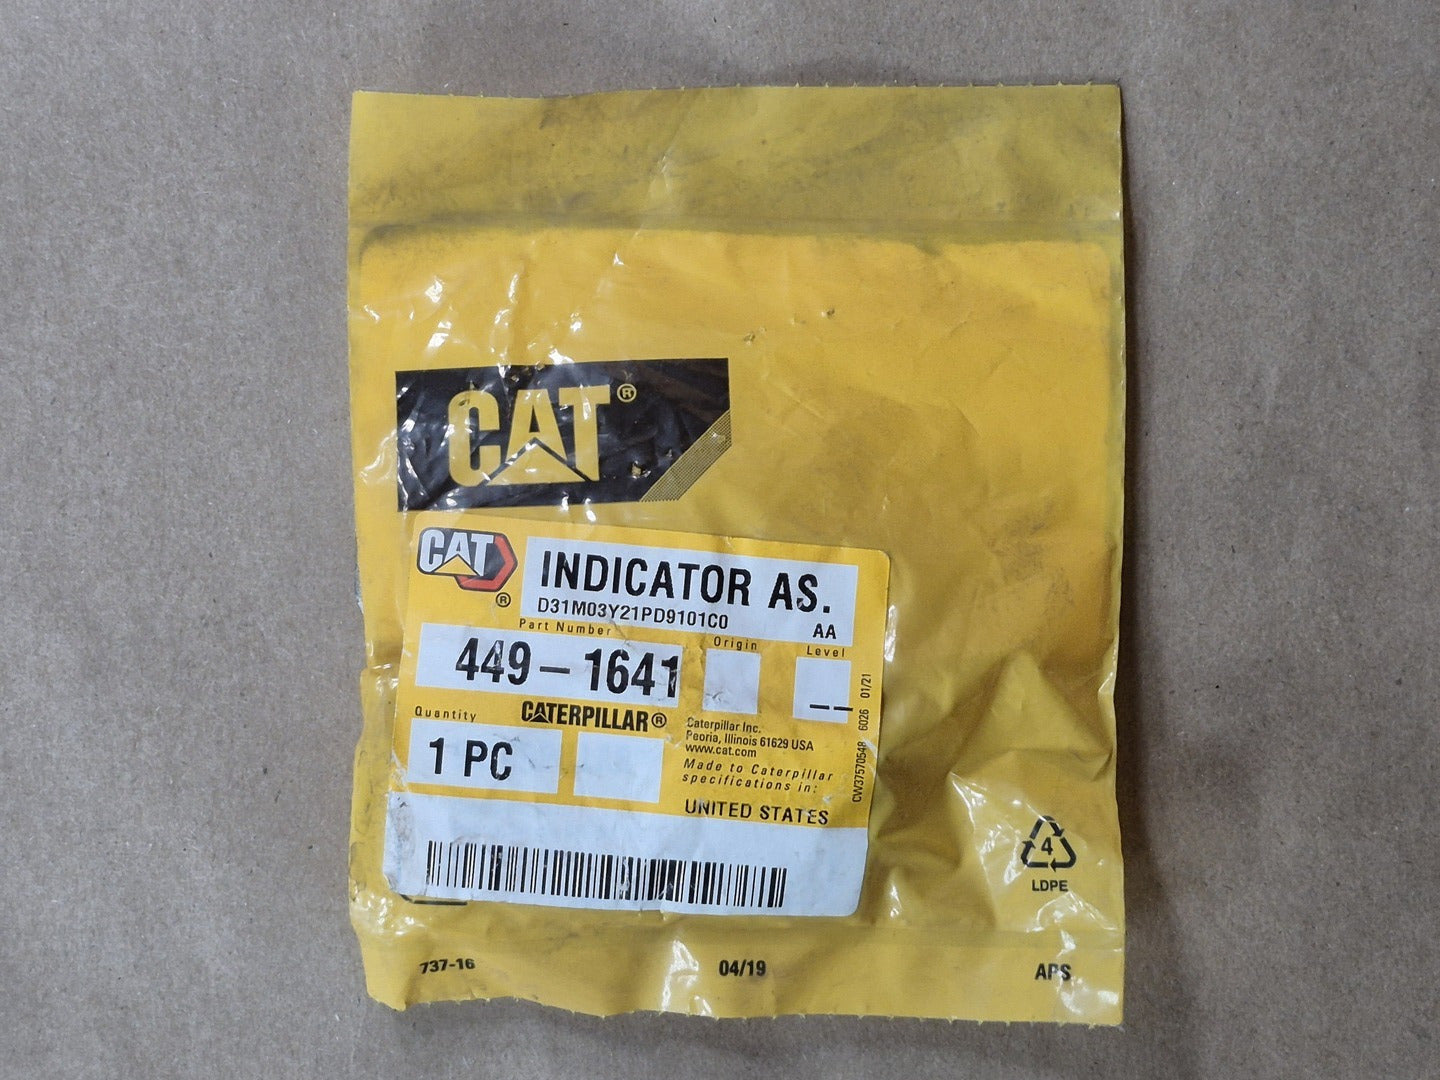 CAT®
CAT
®
INDICATOR AS.
D31M03Y21PD9101C0
AA
Part Number
Origin
Level
449-1641
--
Quantity
CATERPILLAR®
1 PC
Caterpillar Inc.
Peoria, Illinois 61629 USA
www.cat.com
Made to Caterpillar
specifications in:
UNITED STATES
CW37570548 6026 01/21
4
LDPE
737-16
04/19
APS